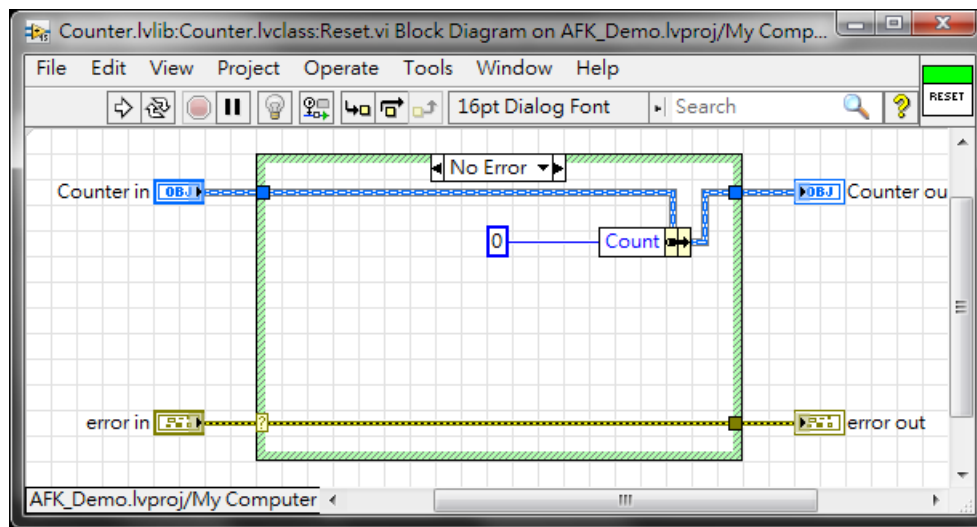 Counter.lvlib:Counter.lvclass:Reset.vi Block Diagram on AFK_Demo.lvproj/My Comp...
File Edit View Project Operate Tools Window Help
16pt Dialog Font Search
RESET
No Error
Counter in OBJ OBJ Counter ou
0 Count
error in ? error out
AFK_Demo.lvproj/My Computer